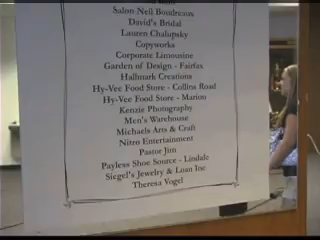 Salon Neil Boudreaux
David's Bridal
Lauren Chalupsky
Copyworks
Corporate Limousine
Garden of Design - Fairfax
Hallmark Creations
Hy-Vee Food Store - Collins Road
Hy-Vee Food Store - Marion
Kenzie Photography
Men's Warehouse
Michaels Arts & Craft
Nitro Entertainment
Pastor Jim
Payless Shoe Source - Lindale
Siegel's Jewelry & Loan Inc
Theresa Vogel